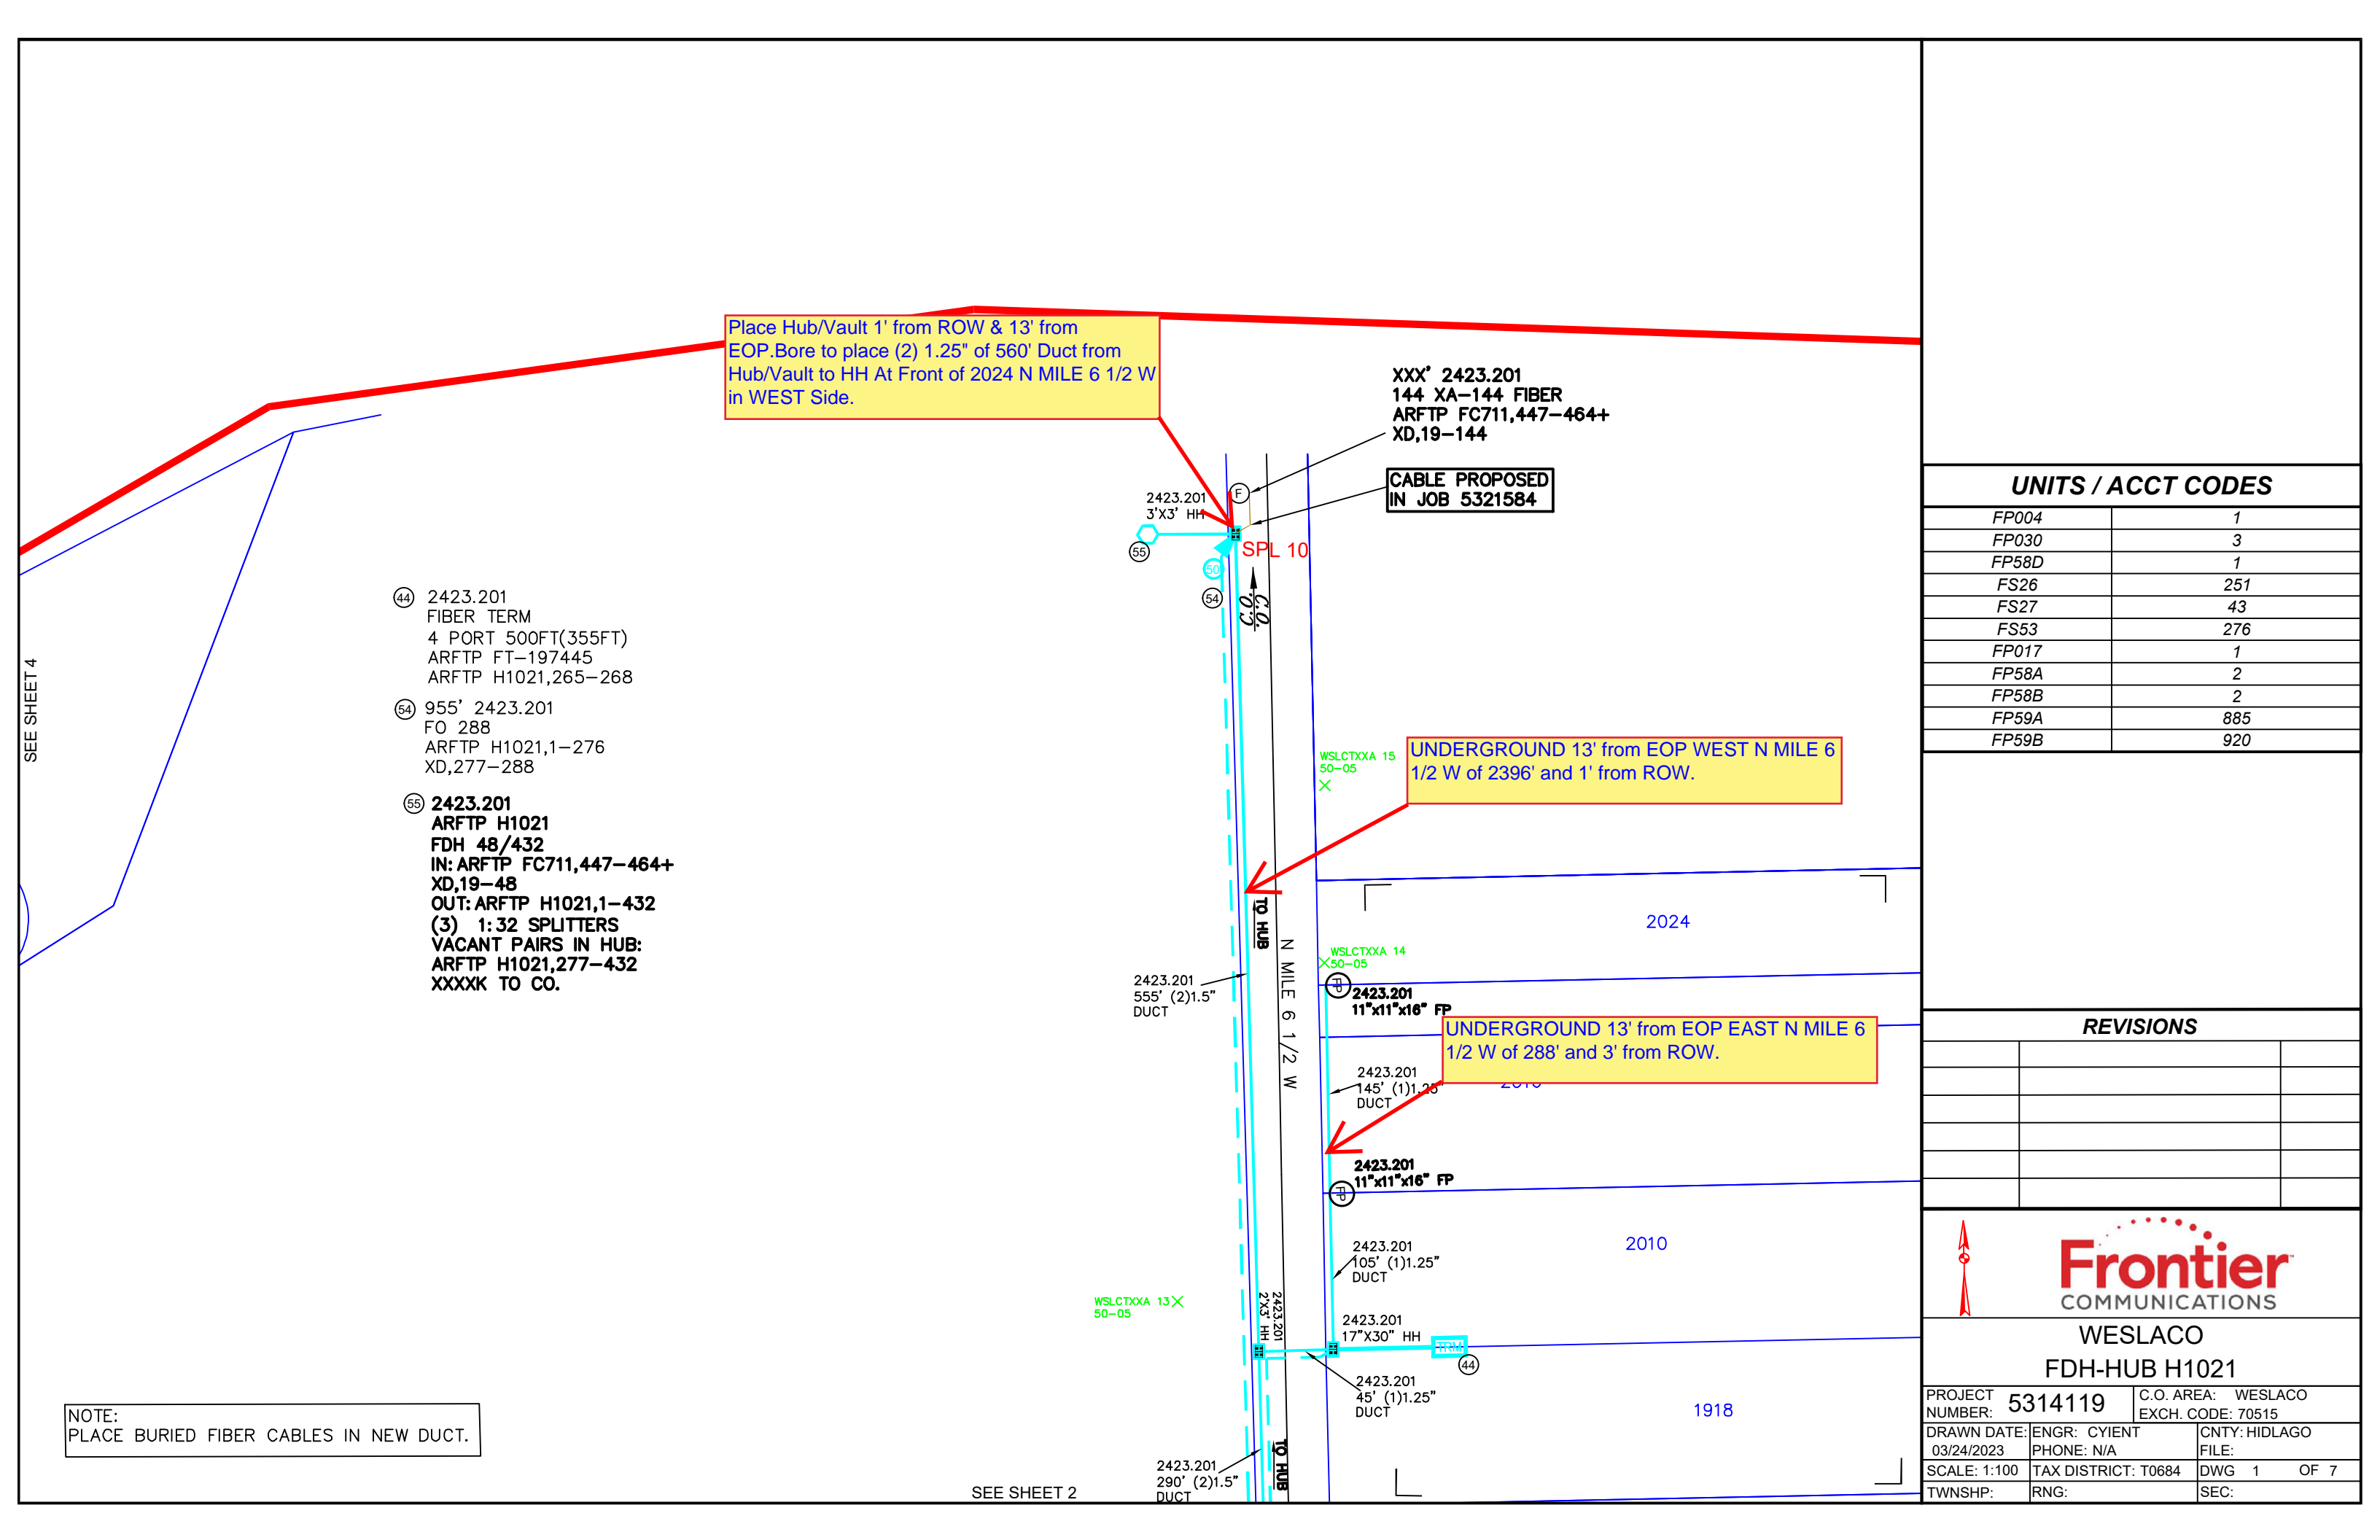 Place Hub/Vault 1' from ROW & 13' from
EOP.Bore to place (2) 1.25" of 560' Duct from
Hub/Vault to HH At Front of 2024 N MILE 6 1/2 W
in WEST Side.
XXX' 2423.201
144 XA-144 FIBER
ARFTP FC711,447-464+
XD,19-144
CABLE PROPOSED
IN JOB 5321584
F
2423.201
3'X3' HH
55
50
54
SPL 10
C.O.
C.O.
SEE SHEET 4
44 2423.201
FIBER TERM
4 PORT 500FT(355FT)
ARFTP FT-197445
ARFTP H1021,265-268
54 955' 2423.201
FO 288
ARFTP H1021,1-276
XD,277-288
55 2423.201
ARFTP H1021
FDH 48/432
IN: ARFTP FC711,447-464+
XD,19-48
OUT: ARFTP H1021,1-432
(3) 1:32 SPLITTERS
VACANT PAIRS IN HUB:
ARFTP H1021,277-432
XXXXK TO CO.
WSLCTXXA 15
50-05
UNDERGROUND 13' from EOP WEST N MILE 6
1/2 W of 2396' and 1' from ROW.
TO HUB
N MILE 6 1/2 W
2024
WSLCTXXA 14
50-05
2423.201
555' (2)1.5"
DUCT
FP
2423.201
11"x11"x16" FP
UNDERGROUND 13' from EOP EAST N MILE 6
1/2 W of 288' and 3' from ROW.
2423.201
145' (1)1.25"
DUCT
2423.201
11"x11"x16" FP
FP
2010
2423.201
105' (1)1.25"
DUCT
WSLCTXXA 13
50-05
2423.201
2'X3' HH
2423.201
17"X30" HH
TRM
44
2423.201
45' (1)1.25"
DUCT
1918
TO HUB
2423.201
290' (2)1.5"
DUCT
SEE SHEET 2
NOTE:
PLACE BURIED FIBER CABLES IN NEW DUCT.
UNITS / ACCT CODES
FP004 1
FP030 3
FP58D 1
FS26 251
FS27 43
FS53 276
FP017 1
FP58A 2
FP58B 2
FP59A 885
FP59B 920
REVISIONS
Frontier
COMMUNICATIONS
WESLACO
FDH-HUB H1021
PROJECT NUMBER: 5314119
C.O. AREA: WESLACO
EXCH. CODE: 70515
DRAWN DATE: 03/24/2023
ENGR: CYIENT
PHONE: N/A
CNTY: HIDLAGO
FILE:
SCALE: 1:100 TAX DISTRICT: T0684 DWG 1 OF 7
TWNSHP: RNG: SEC: